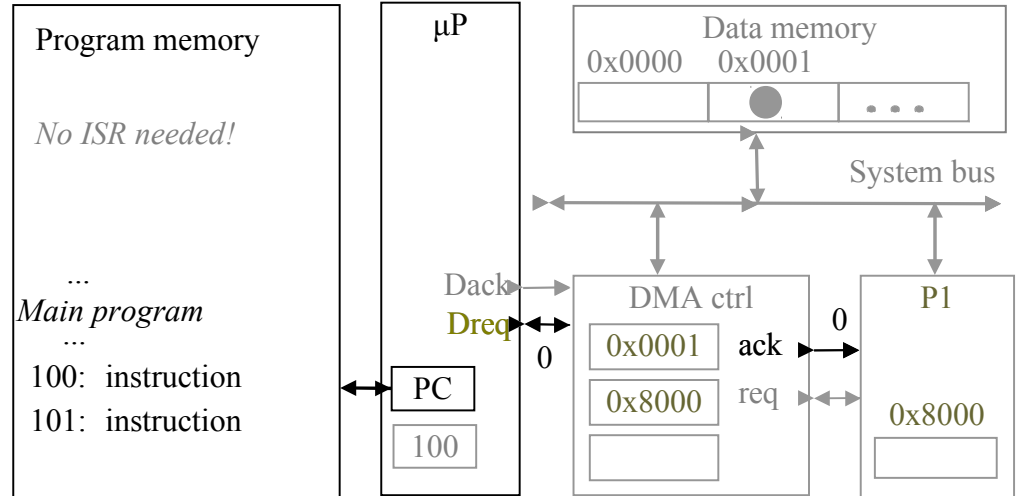 Program memory
No ISR needed!
...
Main program
...
100: instruction
101: instruction
μP
Dack
Dreq
0
PC
100
Data memory
0x0000 0x0001
...
System bus
DMA ctrl
0x0001
0x8000
ack
req
0
P1
0x8000